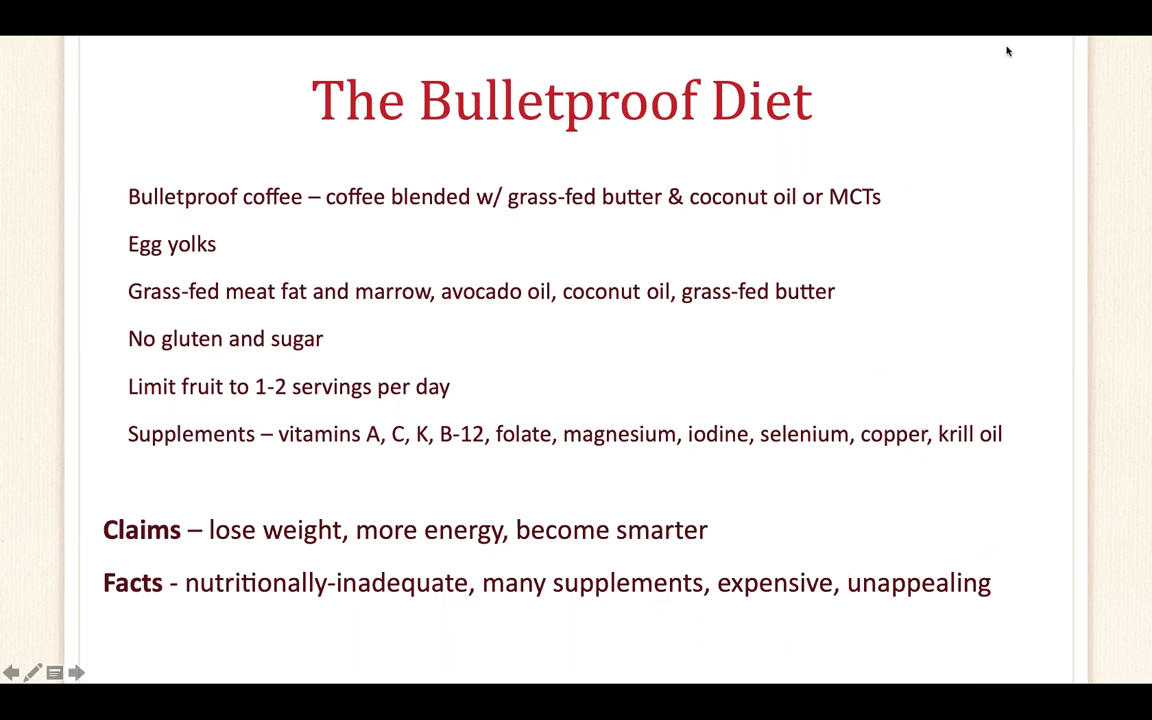 The Bulletproof Diet
Bulletproof coffee – coffee blended w/ grass-fed butter & coconut oil or MCTs
Egg yolks
Grass-fed meat fat and marrow, avocado oil, coconut oil, grass-fed butter
No gluten and sugar
Limit fruit to 1-2 servings per day
Supplements – vitamins A, C, K, B-12, folate, magnesium, iodine, selenium, copper, krill oil
Claims – lose weight, more energy, become smarter
Facts - nutritionally-inadequate, many supplements, expensive, unappealing